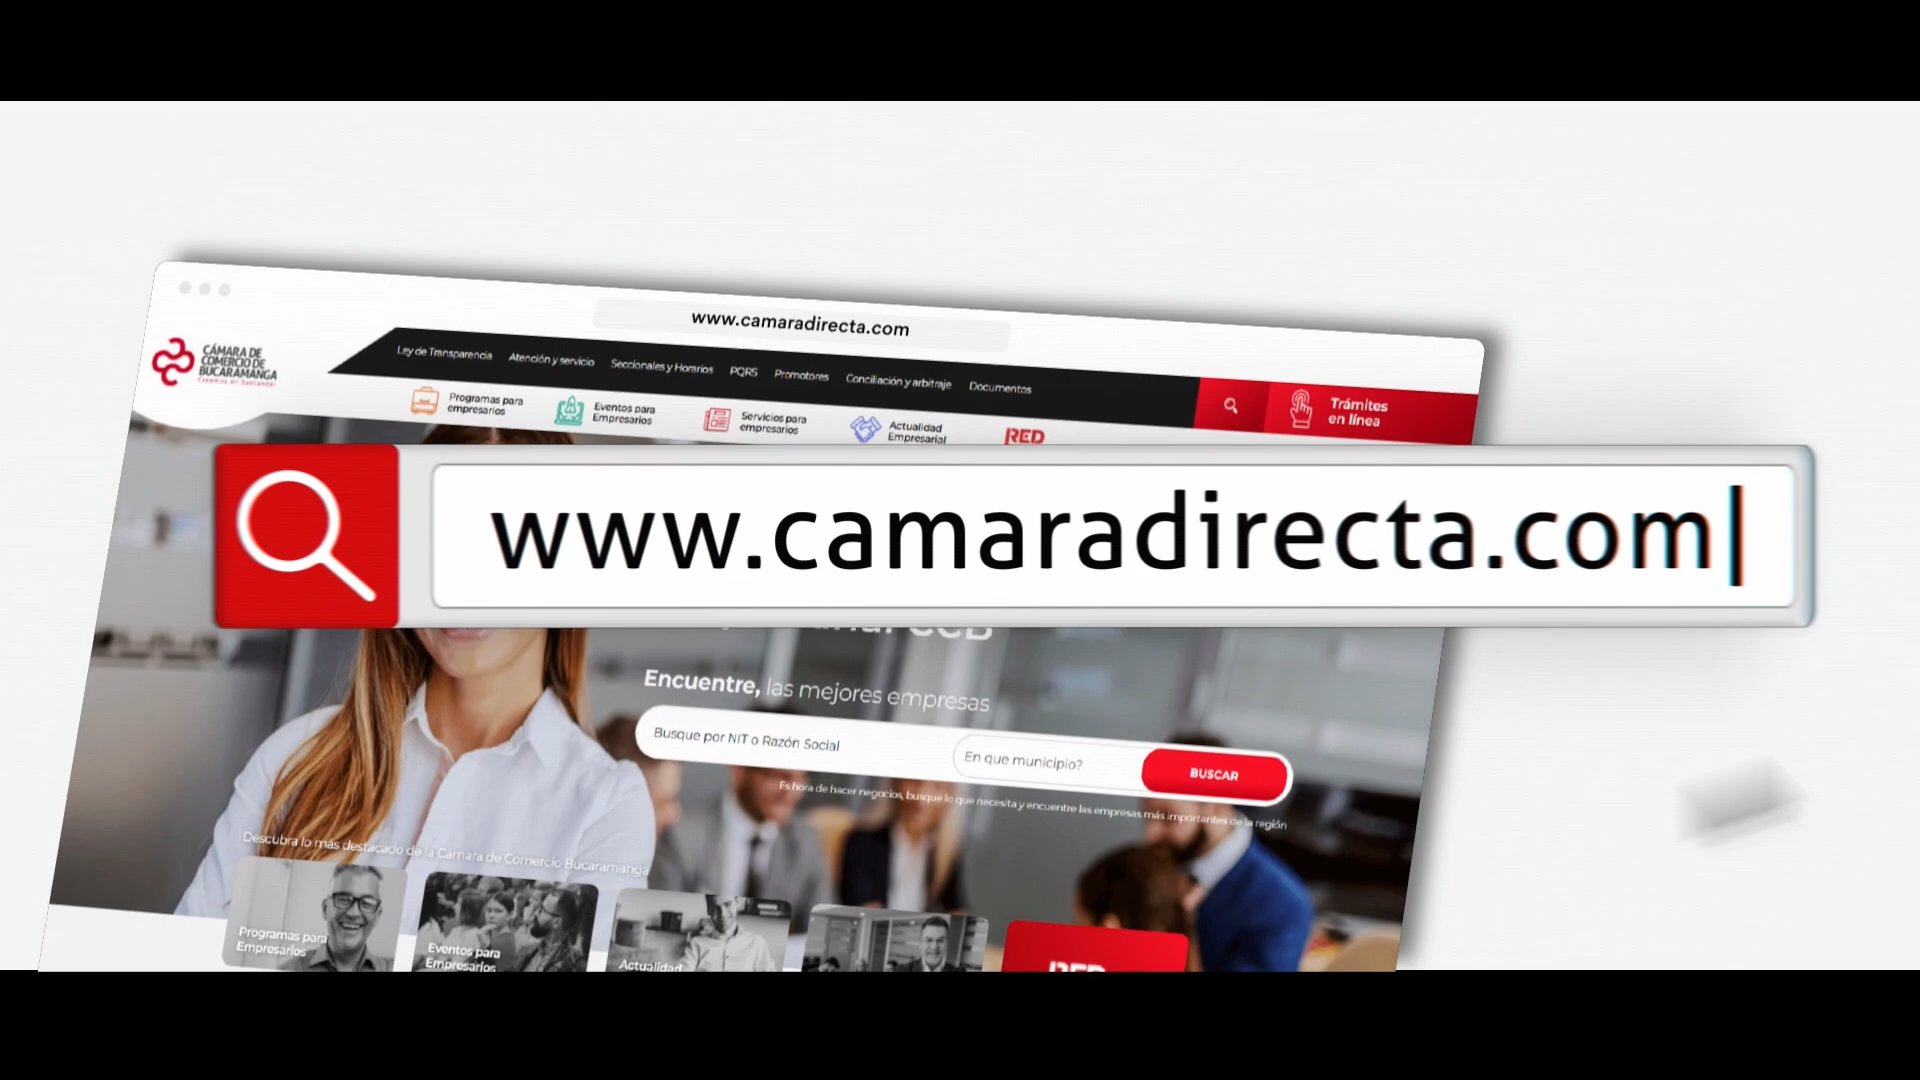 www.camaradirecta.com
CÁMARA DE
COMERCIO DE
BUCARAMANGA
Creemos en Santander
Ley de Transparencia Atención y servicio Seccionales y Horarios PQRS Promotores Conciliación y arbitraje Documentos
Trámites
en línea
Programas para
empresarios
Eventos para
Empresarios
Servicios para
empresarios
Actualidad
Empresarial
RED
www.camaradirecta.com
Encuentre, las mejores empresas
Busque por NIT o Razón Social
En que municipio?
BUSCAR
Es hora de hacer negocios, busque lo que necesita y encuentre las empresas más importantes de la región
Descubra lo más destacado de la Cámara de Comercio Bucaramanga
Programas para
Empresarios
Eventos para
Empresarios
Actualidad
RED